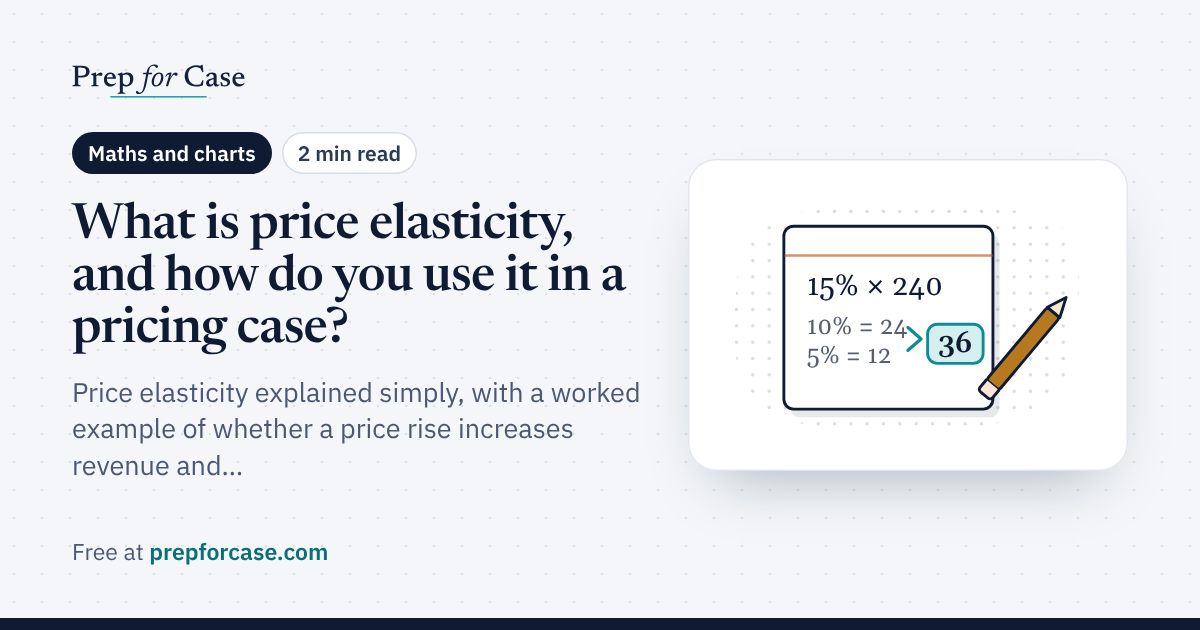 Prep for Case
Maths and charts
2 min read
What is price elasticity,
and how do you use it in a
pricing case?
Price elasticity explained simply, with a worked
example of whether a price rise increases
revenue and...
Free at prepforcase.com
15% × 240
10% = 24
5% = 12
36